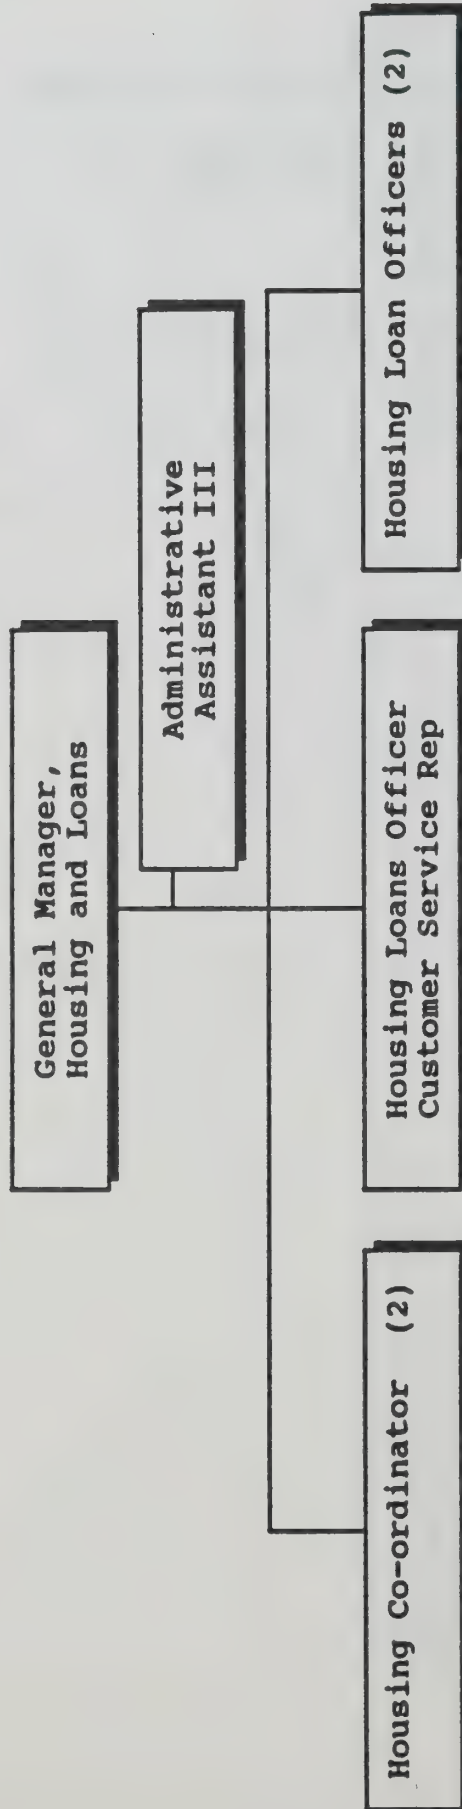 General Manager,
Housing and Loans
Administrative
Assistant III
Housing Co-ordinator (2)
Housing Loans Officer
Customer Service Rep
Housing Loan Officers (2)